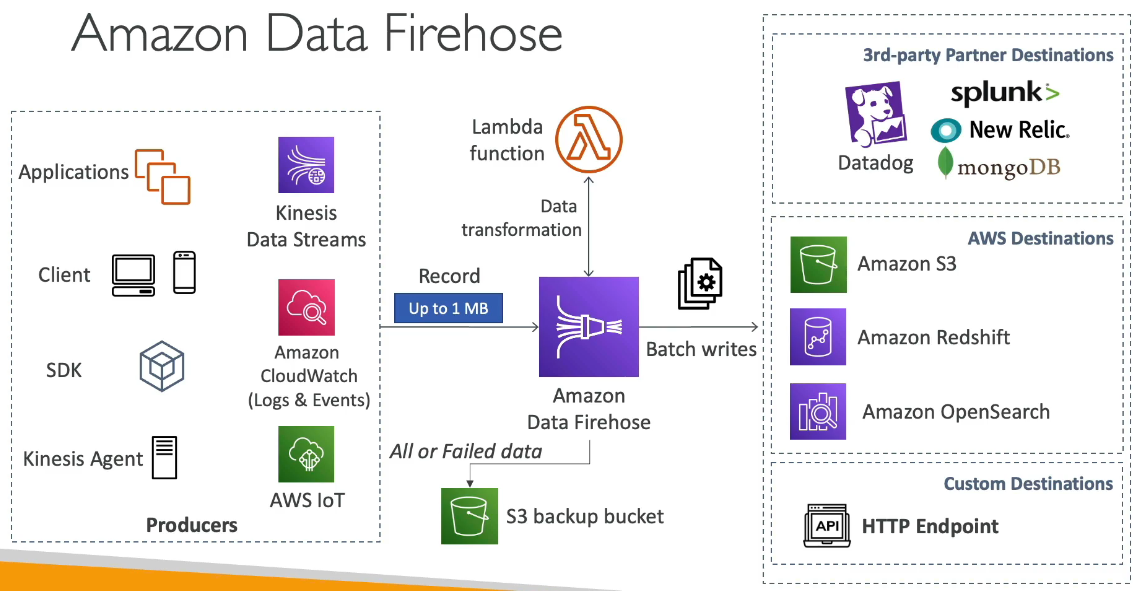 Amazon Data Firehose
Applications
Client
SDK
Kinesis Agent
Kinesis
Data Streams
Amazon
CloudWatch
(Logs & Events)
AWS IoT
Producers
Record
Up to 1 MB
Lambda
function
Data
transformation
Amazon
Data Firehose
All or Failed data
S3 backup bucket
Batch writes
3rd-party Partner Destinations
Datadog
splunk>
New Relic.
mongoDB
AWS Destinations
Amazon S3
Amazon Redshift
Amazon OpenSearch
Custom Destinations
API
HTTP Endpoint